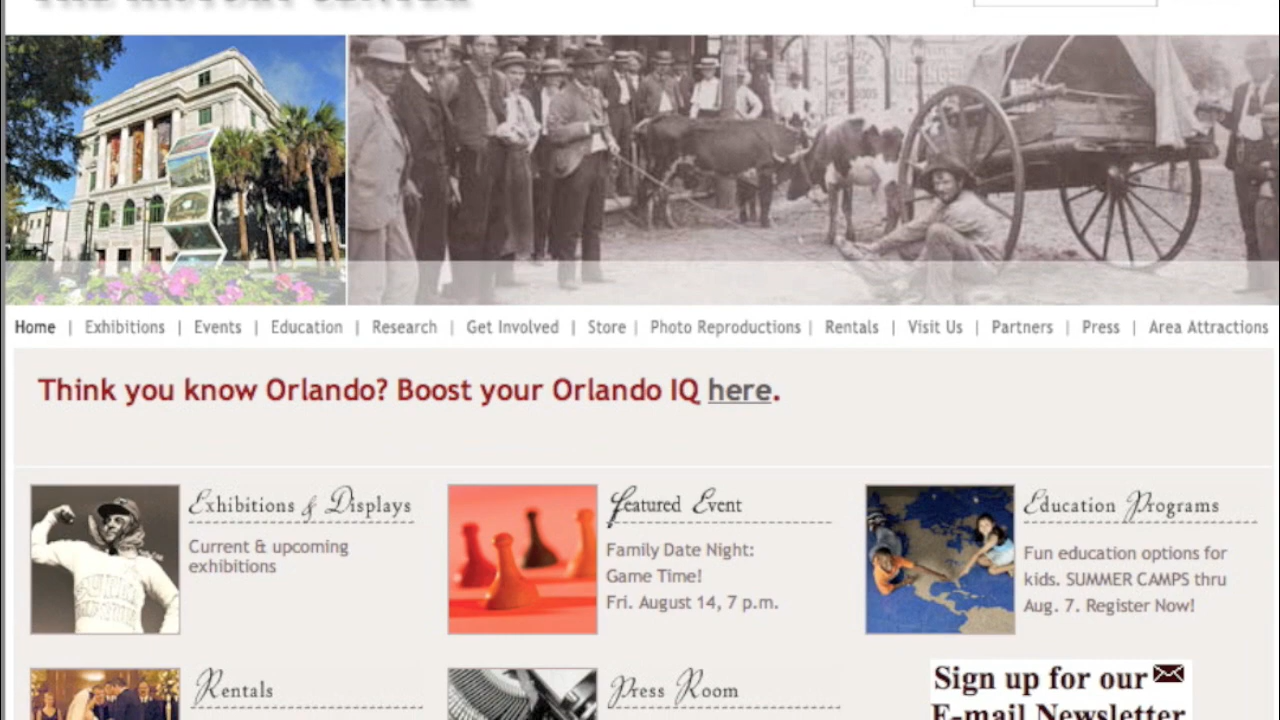 THE HISTORY CENTER
Home | Exhibitions | Events | Education | Research | Get Involved | Store | Photo Reproductions | Rentals | Visit Us | Partners | Press | Area Attractions
Think you know Orlando? Boost your Orlando IQ here.
Exhibitions & Displays
Current & upcoming
exhibitions
Featured Event
Family Date Night:
Game Time!
Fri. August 14, 7 p.m.
Education Programs
Fun education options for
kids. SUMMER CAMPS thru
Aug. 7. Register Now!
Rentals
Press Room
Sign up for our
E-mail Newsletter